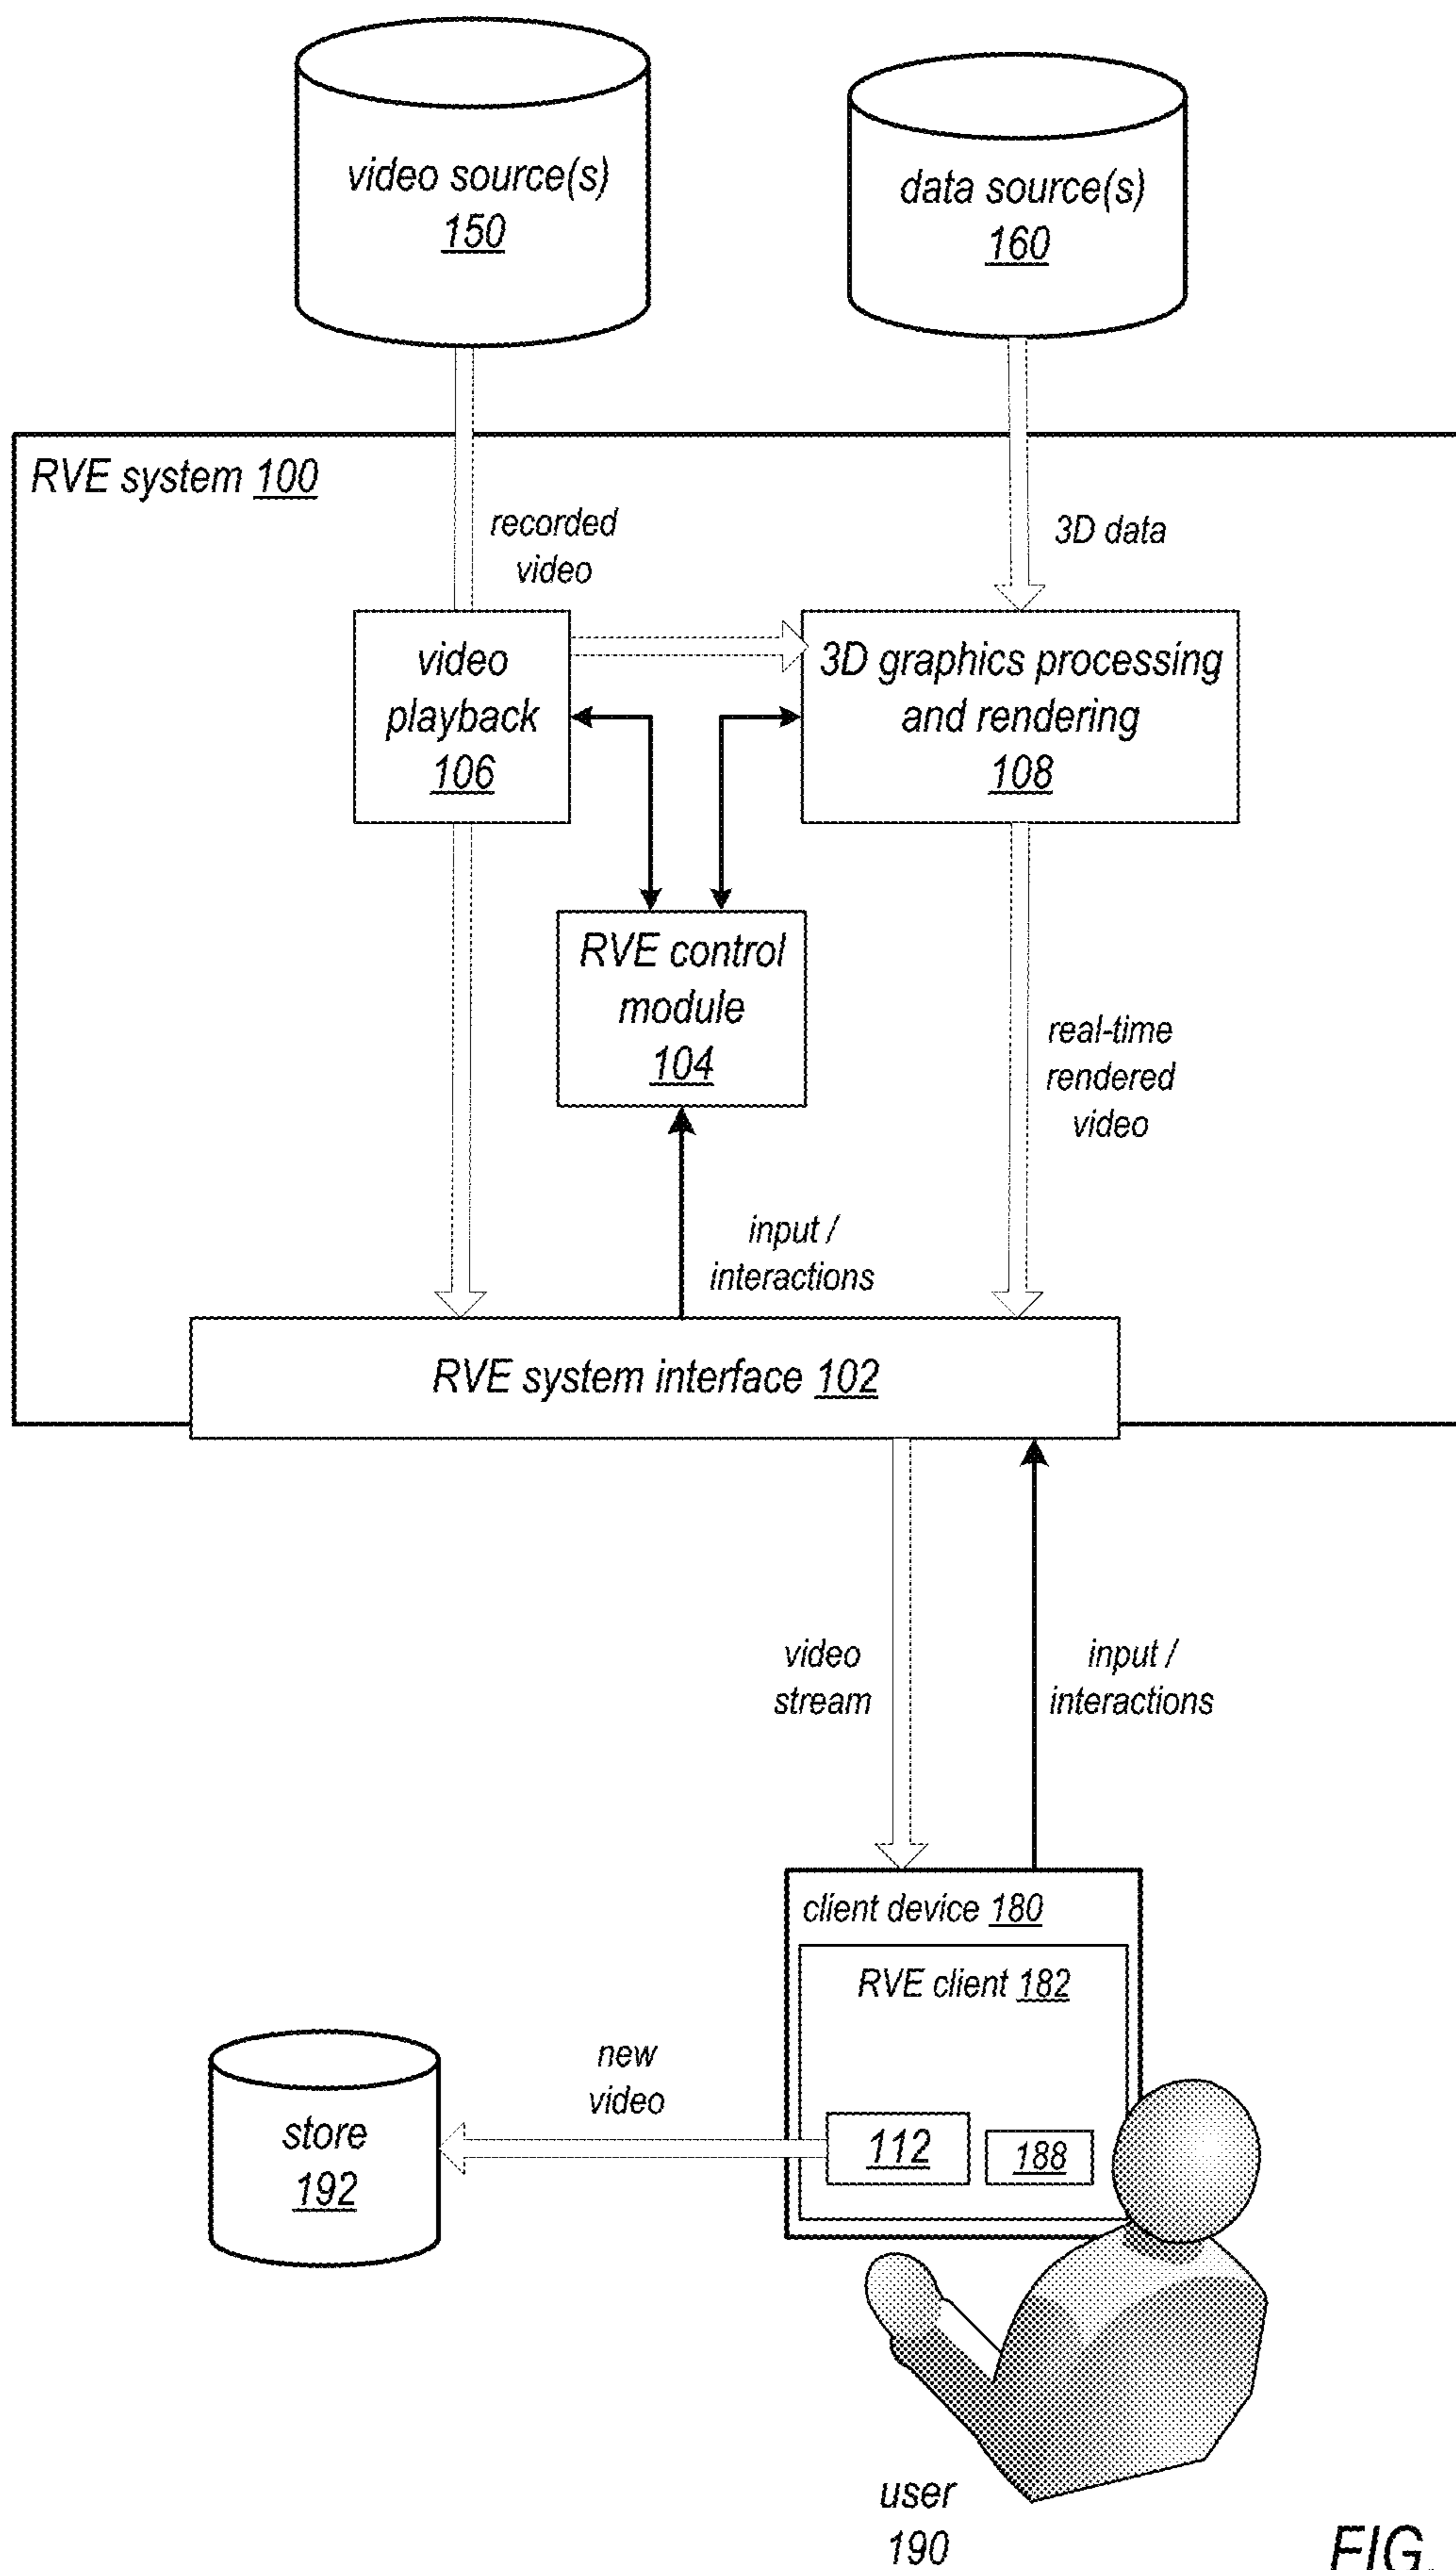 video source(s)
150
data source(s)
160
RVE system 100
recorded
video
3D data
video
playback
106
3D graphics processing
and rendering
108
RVE control
module
104
real-time
rendered
video
input /
interactions
RVE system interface 102
video
stream
input /
interactions
client device 180
RVE client 182
new
video
store
192
112
188
user
190
FIG.